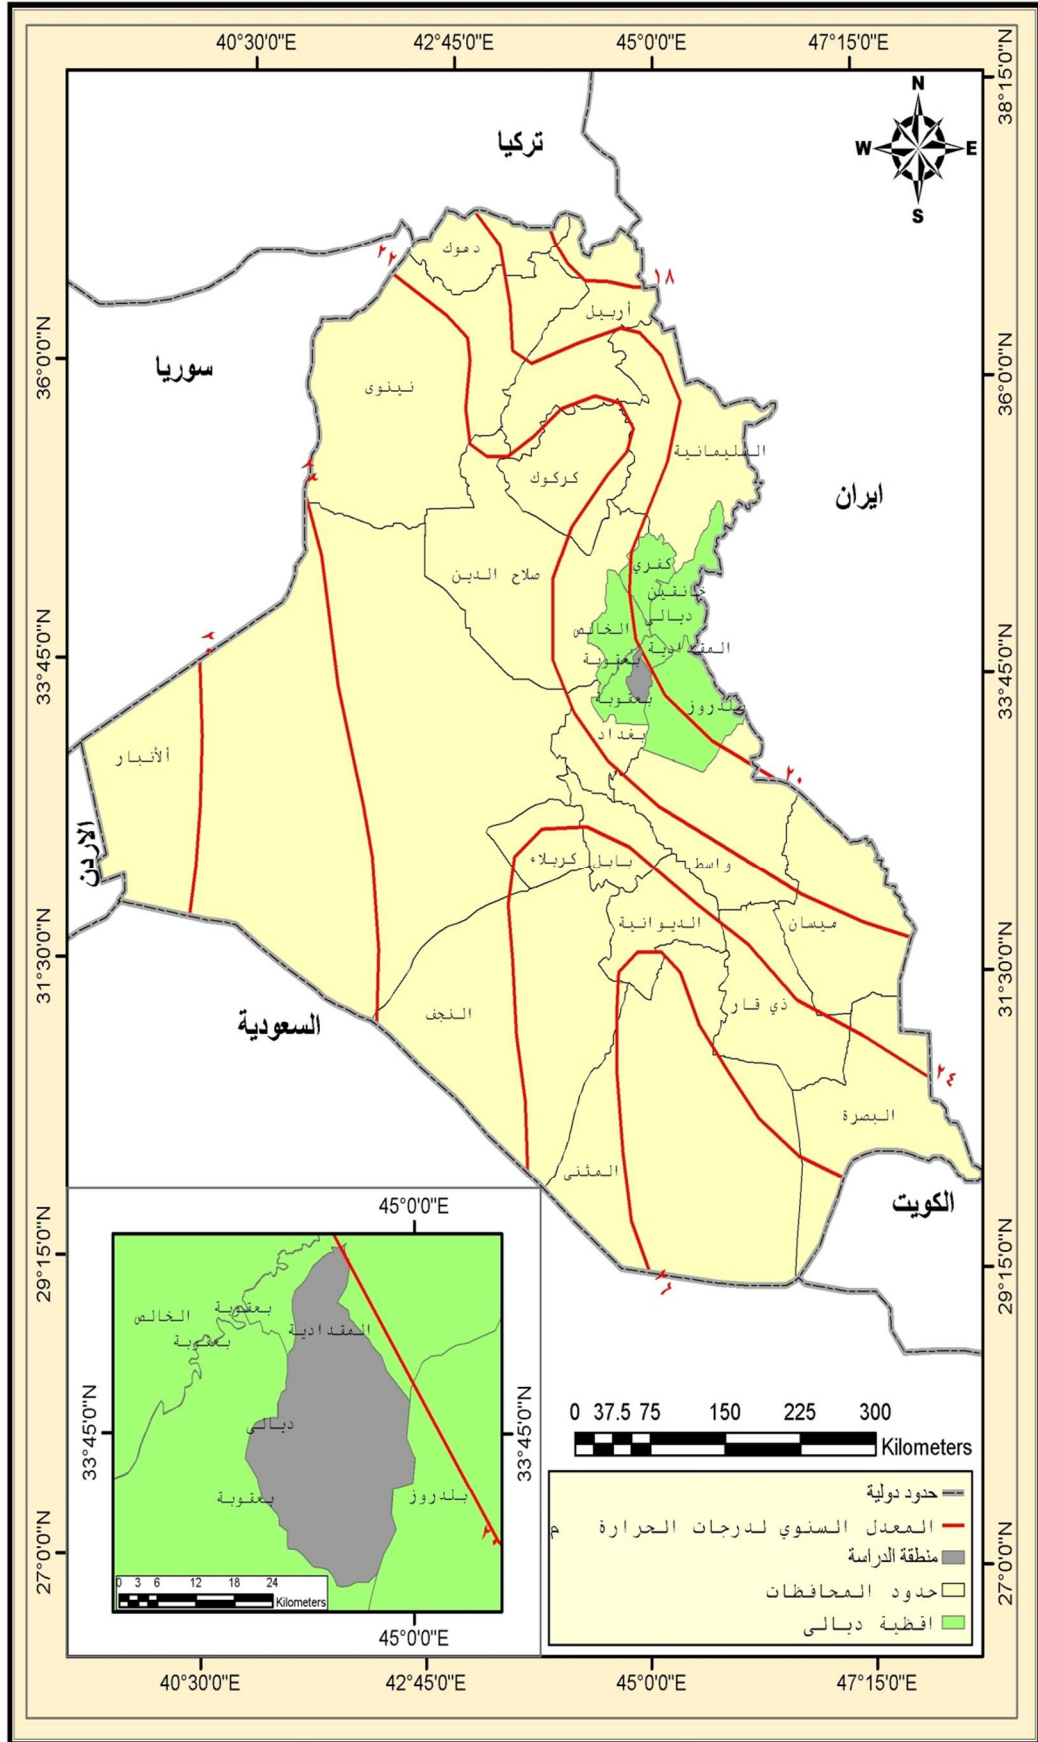 40°30'0"E
42°45'0"E
45°0'0"E
47°15'0"E
38°15'0"N
N
W
E
S
تركيا
٢٢
دهوك
١٨
أربيل
36°0'0"N
36°0'0"N
سوريا
نينوى
السليمانية
كركوك
ايران
صلاح الدين
كفري
خانقين
ديالى
الخالص
المقدادية
بعقوبة
بعقوبة
بلدروز
33°45'0"N
33°45'0"N
٢٠
بغداد
ألأنبار
٢٠
الاردن
كربلاء
بابل
واسط
الديوانية
ميسان
31°30'0"N
31°30'0"N
النجف
ذي قار
السعودية
٢٤
البصرة
المثنى
الكويت
29°15'0"N
29°15'0"N
٢٦
45°0'0"E
الخالص
بعقوبة
بعقوبة
المقدادية
33°45'0"N
33°45'0"N
ديالى
بعقوبة
بلدروز
٢٠
0 3 6 12 18 24
Kilometers
45°0'0"E
0 37.5 75 150 225 300
Kilometers
حدود دولية
المعدل السنوي لدرجات الحرارة م
منطقة الدراسة
حدود المحافظات
اقظية ديالى
27°0'0"N
27°0'0"N
40°30'0"E
42°45'0"E
45°0'0"E
47°15'0"E